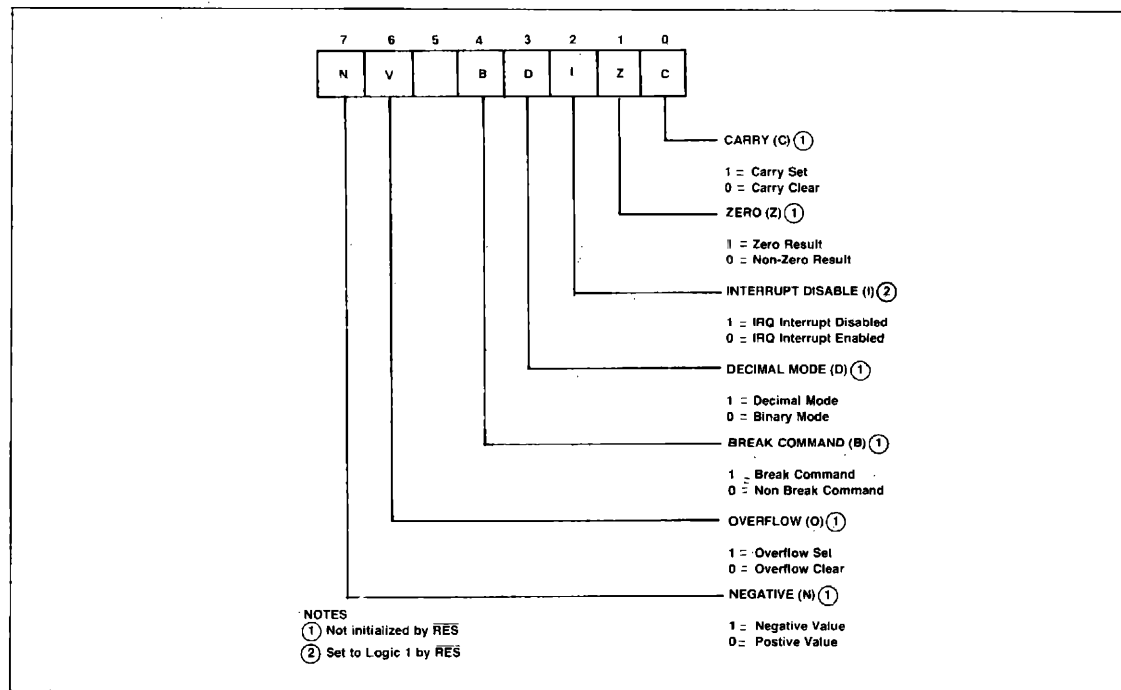 7 6 5 4 3 2 1 0
N V B D I Z C
CARRY (C) ①
1 = Carry Set
0 = Carry Clear
ZERO (Z) ①
1 = Zero Result
0 = Non-Zero Result
INTERRUPT DISABLE (I) ②
1 = IRQ Interrupt Disabled
0 = IRQ Interrupt Enabled
DECIMAL MODE (D) ①
1 = Decimal Mode
0 = Binary Mode
BREAK COMMAND (B) ①
1 = Break Command
0 = Non Break Command
OVERFLOW (O) ①
1 = Overflow Set
0 = Overflow Clear
NEGATIVE (N) ①
1 = Negative Value
0 = Postive Value
NOTES
① Not initialized by R̅E̅S̅
② Set to Logic 1 by R̅E̅S̅